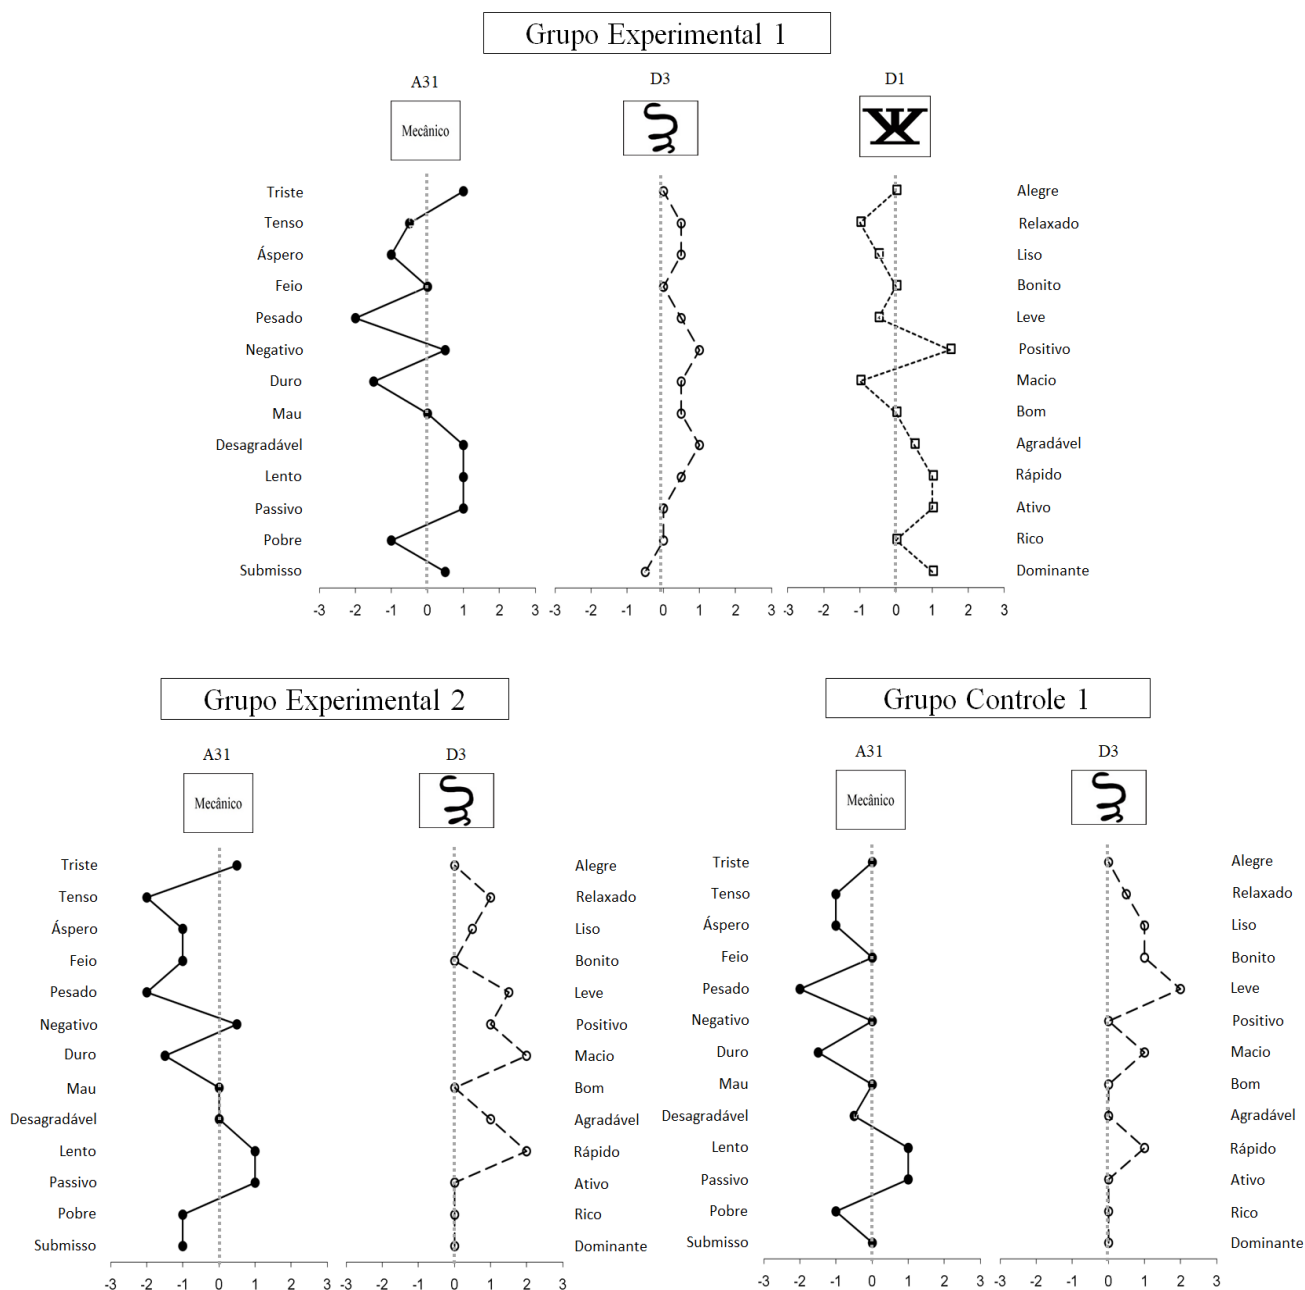 Grupo Experimental 1
A31 D3 D1
Mecânico
Triste Alegre
Tenso Relaxado
Áspero Liso
Feio Bonito
Pesado Leve
Negativo Positivo
Duro Macio
Mau Bom
Desagradável Agradável
Lento Rápido
Passivo Ativo
Pobre Rico
Submisso Dominante
-3 -2 -1 0 1 2 3 -3 -2 -1 0 1 2 3 -3 -2 -1 0 1 2 3
Grupo Experimental 2
A31 D3
Mecânico
Triste Alegre
Tenso Relaxado
Áspero Liso
Feio Bonito
Pesado Leve
Negativo Positivo
Duro Macio
Mau Bom
Desagradável Agradável
Lento Rápido
Passivo Ativo
Pobre Rico
Submisso Dominante
-3 -2 -1 0 1 2 3 -3 -2 -1 0 1 2 3
Grupo Controle 1
A31 D3
Mecânico
Triste Alegre
Tenso Relaxado
Áspero Liso
Feio Bonito
Pesado Leve
Negativo Positivo
Duro Macio
Mau Bom
Desagradável Agradável
Lento Rápido
Passivo Ativo
Pobre Rico
Submisso Dominante
-3 -2 -1 0 1 2 3 -3 -2 -1 0 1 2 3